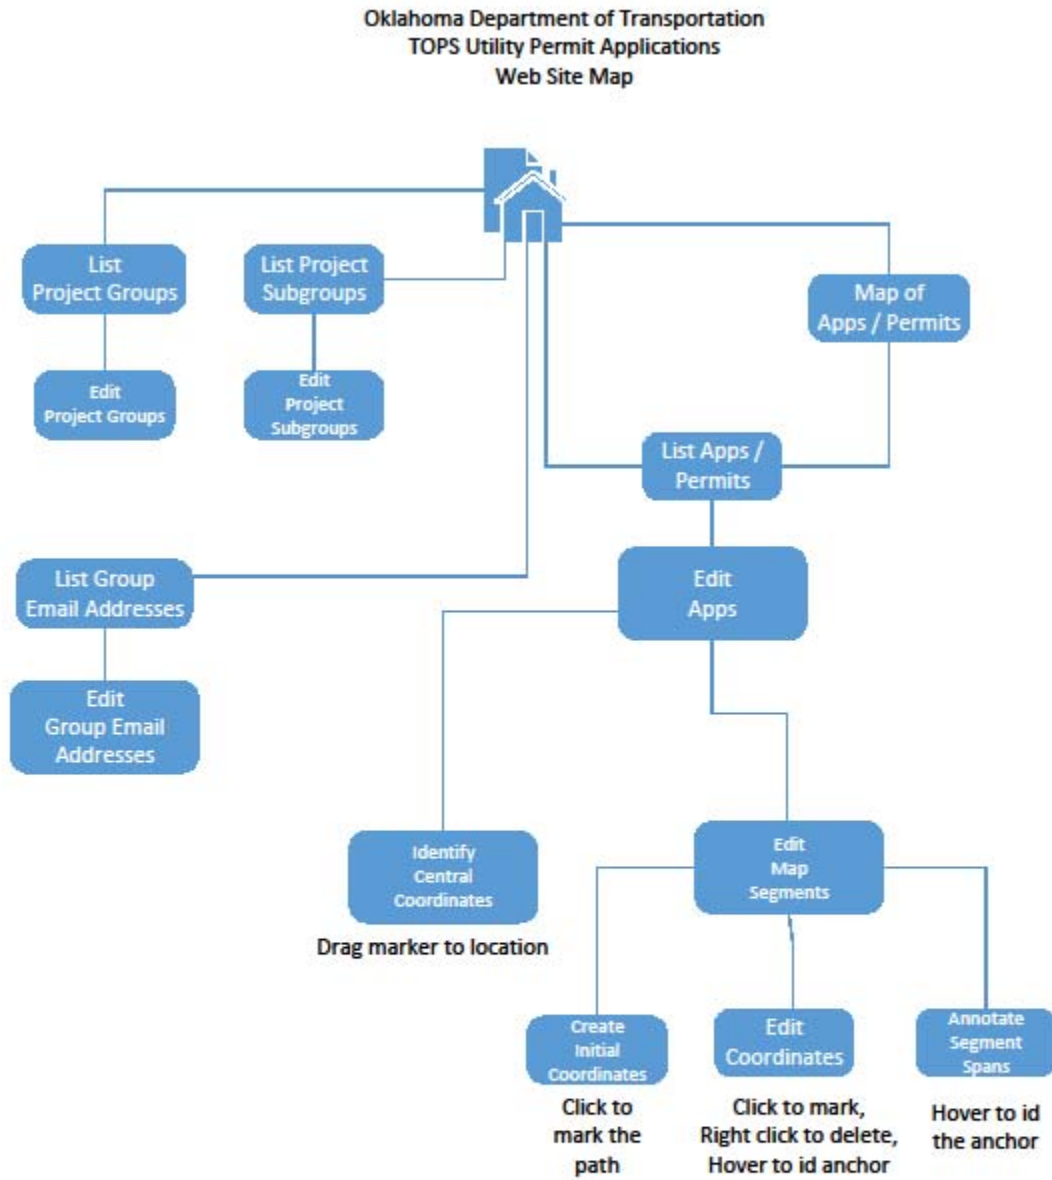 Oklahoma Department of Transportation
TOPS Utility Permit Applications
Web Site Map
List
Project Groups
List Project
Subgroups
Map of
Apps / Permits
Edit
Project Groups
Edit
Project
Subgroups
List Apps /
Permits
List Group
Email Addresses
Edit
Apps
Edit
Group Email
Addresses
Identify
Central
Coordinates
Drag marker to location
Edit
Map
Segments
Create
Initial
Coordinates
Click to
mark the
path
Edit
Coordinates
Click to mark,
Right click to delete,
Hover to id anchor
Annotate
Segment
Spans
Hover to id
the anchor